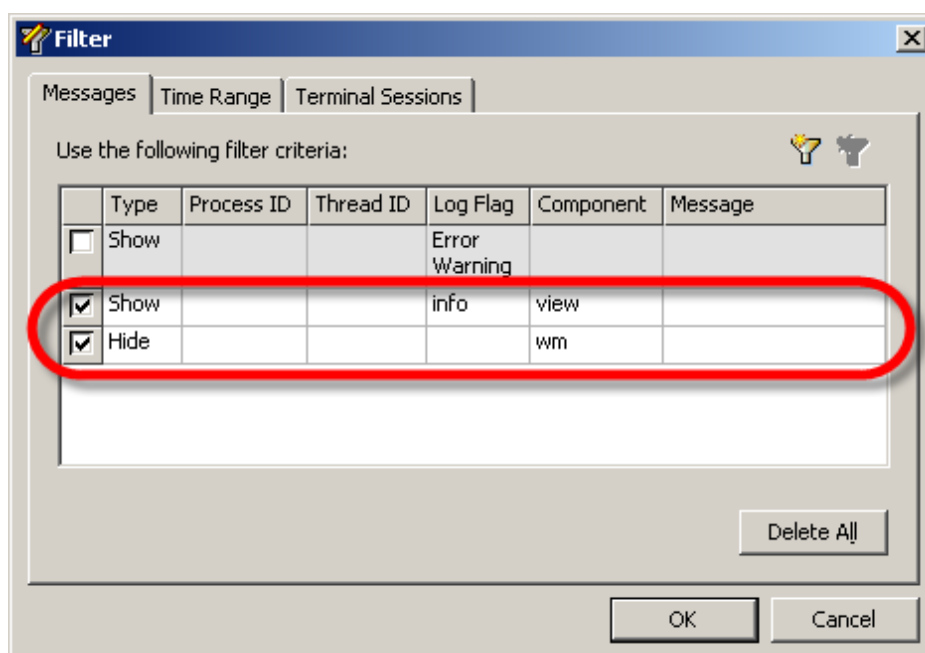 Filter
Messages Time Range Terminal Sessions
Use the following filter criteria:
Type Process ID Thread ID Log Flag Component Message
Show Error
Warning
Show info view
Hide wm
Delete All
OK Cancel